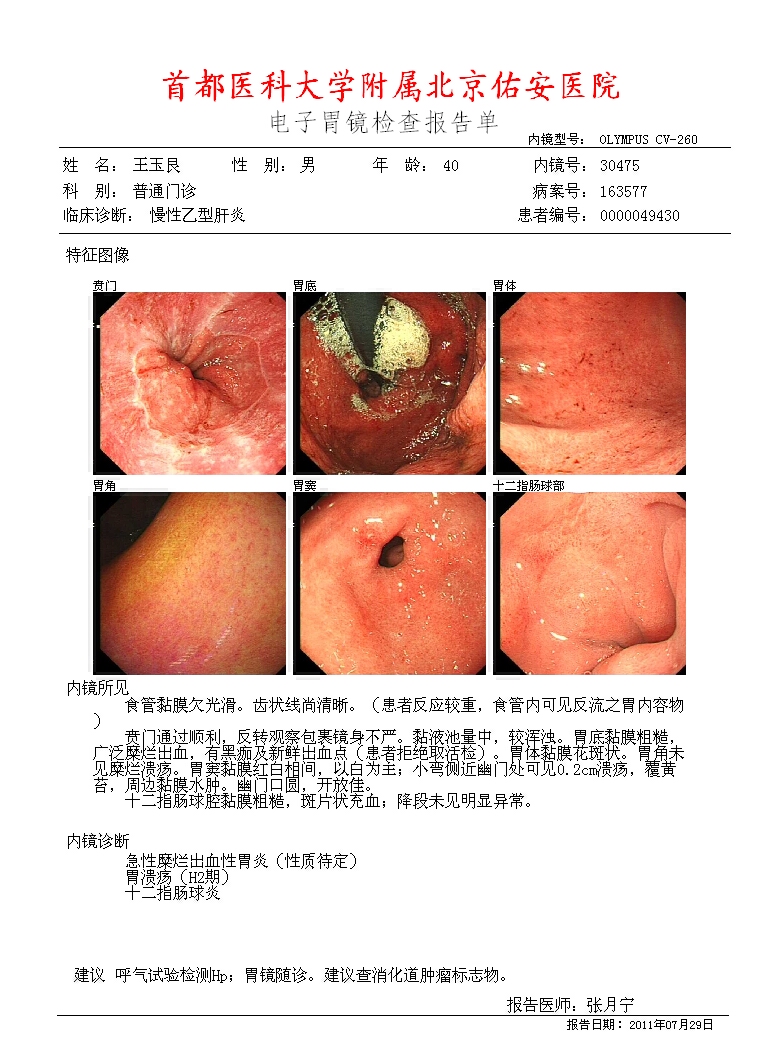 首都医科大学附属北京佑安医院
电子胃镜检查报告单
内镜型号： OLYMPUS CV-260
姓 名： 王玉良 性 别： 男 年 龄： 40 内镜号： 30475
科 别： 普通门诊 病案号： 163577
临床诊断： 慢性乙型肝炎 患者编号： 0000049430
特征图像
贲门 胃底 胃体
胃角 胃窦 十二指肠球部
内镜所见
食管黏膜欠光滑。齿状线尚清晰。（患者反应较重，食管内可见反流之胃内容物
）
贲门通过顺利，反转观察包裹镜身不严。黏液池量中，较浑浊。胃底黏膜粗糙，
广泛糜烂出血，有黑痂及新鲜出血点（患者拒绝取活检）。胃体黏膜花斑状。胃角未
见糜烂溃疡。胃窦黏膜红白相间，以白为主；小弯侧近幽门处可见0.2cm溃疡，覆黄
苔，周边黏膜水肿。幽门口圆，开放佳。
十二指肠球腔黏膜粗糙，斑片状充血；降段未见明显异常。
内镜诊断
急性糜烂出血性胃炎（性质待定）
胃溃疡（H2期）
十二指肠球炎
建议 呼气试验检测Hp；胃镜随诊。建议查消化道肿瘤标志物。
报告医师： 张月宁
报告日期： 2011年07月29日